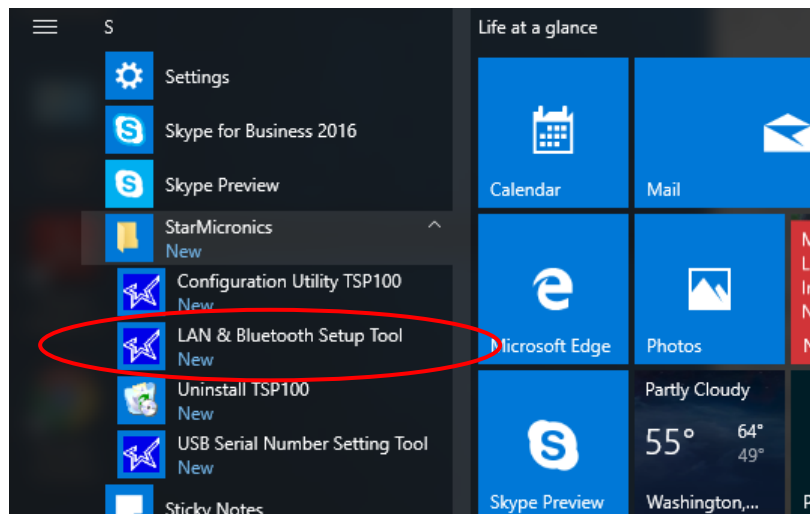 S
Settings
Skype for Business 2016
Skype Preview
StarMicronics
New
Configuration Utility TSP100
New
LAN & Bluetooth Setup Tool
New
Uninstall TSP100
New
USB Serial Number Setting Tool
New
Sticky Notes
Life at a glance
Calendar
Mail
Microsoft Edge
Photos
Skype Preview
Partly Cloudy
55°
64°
49°
Washington,...